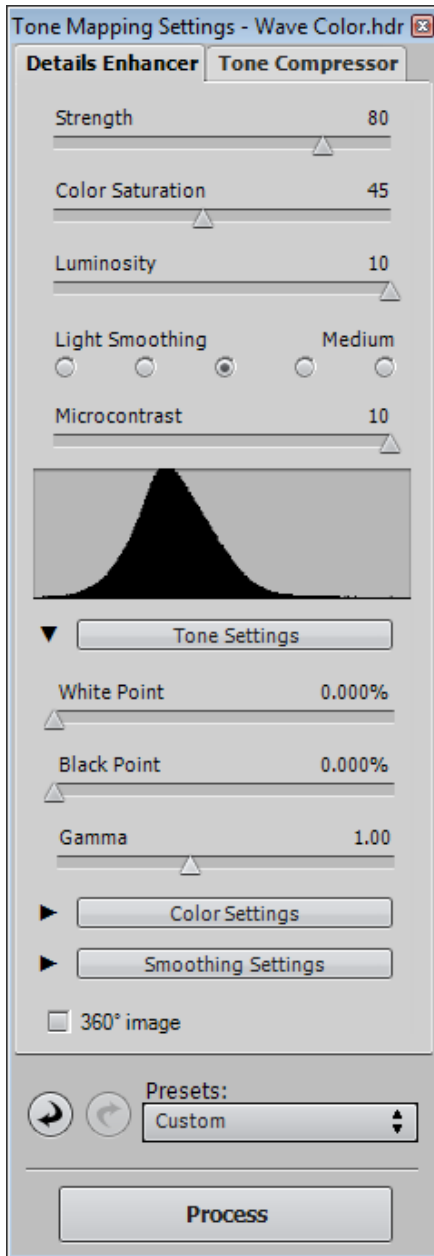 Tone Mapping Settings - Wave Color.hdr
Details Enhancer Tone Compressor
Strength 80
Color Saturation 45
Luminosity 10
Light Smoothing Medium
Microcontrast 10
Tone Settings
White Point 0.000%
Black Point 0.000%
Gamma 1.00
Color Settings
Smoothing Settings
360° image
Presets:
Custom
Process